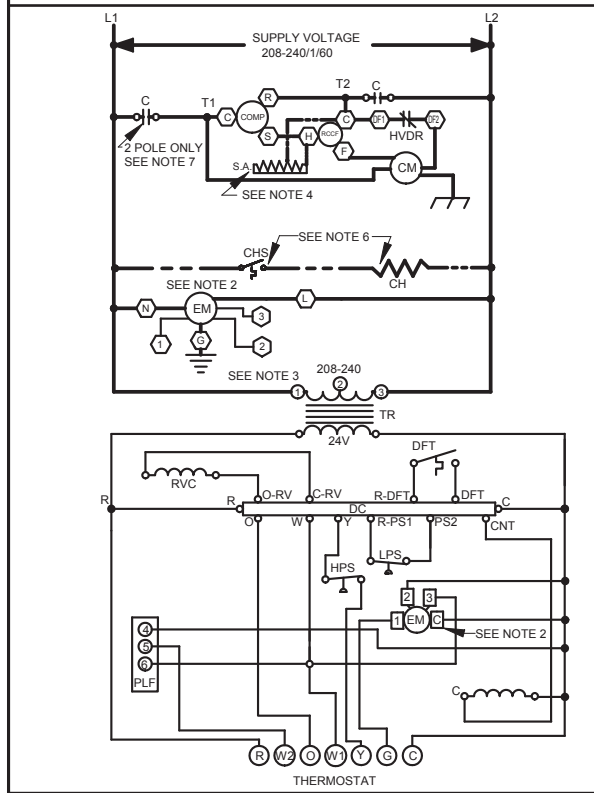 L1 L2
SUPPLY VOLTAGE
208-240/1/60
C T1 T2 C
C COMP R C DF1 DF2
HVDR
S H RCCF
F
2 POLE ONLY
SEE NOTE 7
S.A.
SEE NOTE 4
CM
SEE NOTE 6
CHS
CH
SEE NOTE 2
N EM L
3
1 G 2
SEE NOTE 3
208-240
1 2 3
TR
24V
DFT
RVC
R R O-RV C-RV R-DFT DFT C
DC
O W Y R-PS1 PS2 CNT
LPS
HPS
2 3
1 EM C
SEE NOTE 2
4
5
6
PLF
C
R W2 O W1 Y G C
THERMOSTAT